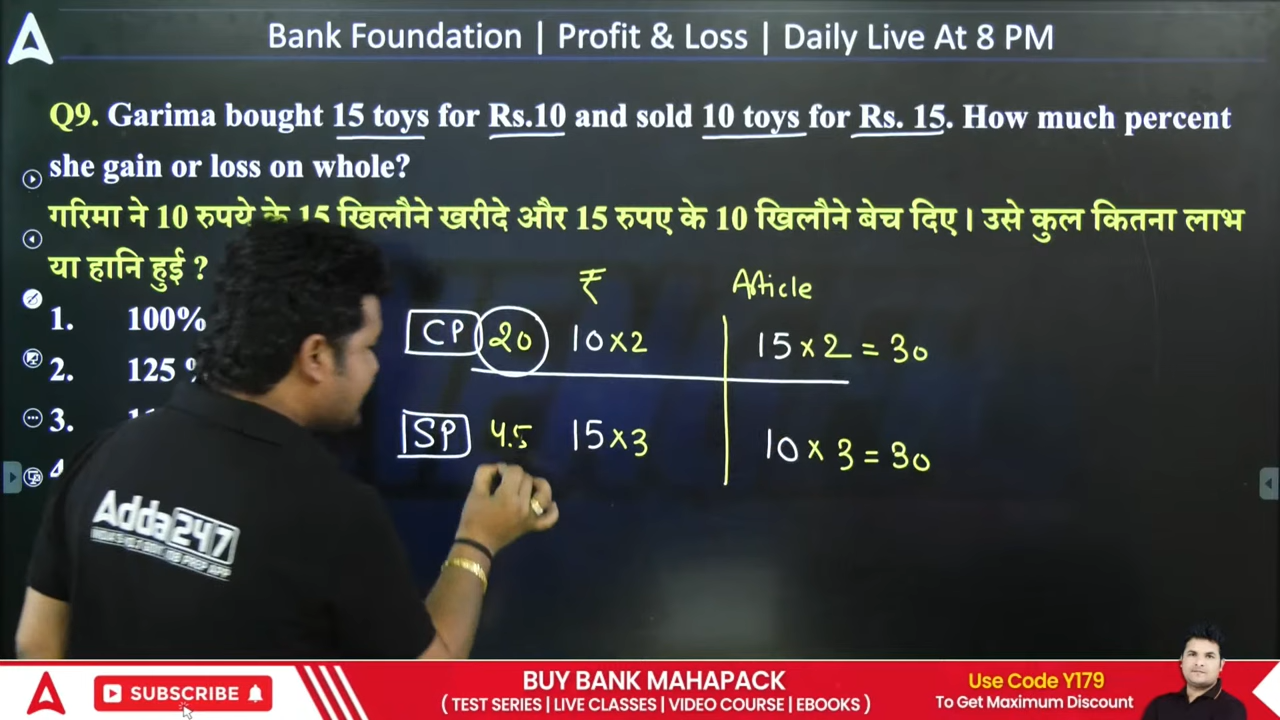 Bank Foundation | Profit & Loss | Daily Live At 8 PM
Q9. Garima bought 15 toys for Rs.10 and sold 10 toys for Rs. 15. How much percent
she gain or loss on whole?
गरिमा ने 10 रुपये के 15 खिलौने खरीदे और 15 रुपए के 10 खिलौने बेच दिए। उसे कुल कितना लाभ
या हानि हुई ?
₹ Article
1. 100%
CP 20 10×2 15×2=30
2. 125 %
3.
SP 45 15×3 10×3=30
Adda247
SUBSCRIBE
BUY BANK MAHAPACK
( TEST SERIES | LIVE CLASSES | VIDEO COURSE | EBOOKS )
Use Code Y179
To Get Maximum Discount